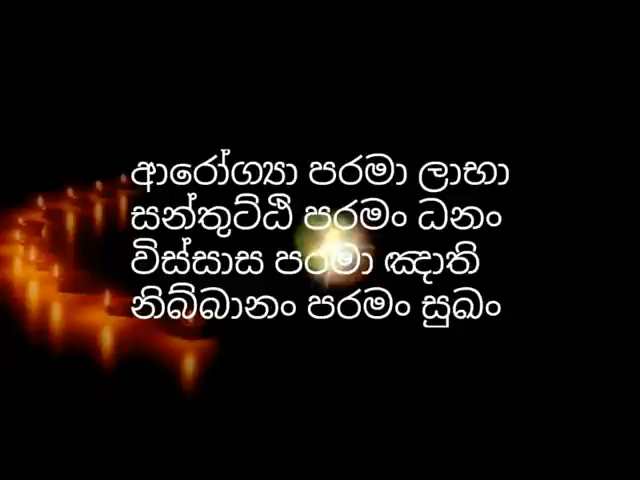 ආරෝග්‍යා පරමා ලාභා
සන්තුට්ඨි පරමං ධනං
විස්සාස පරමා ඤාති
නිබ්බානං පරමං සුඛං